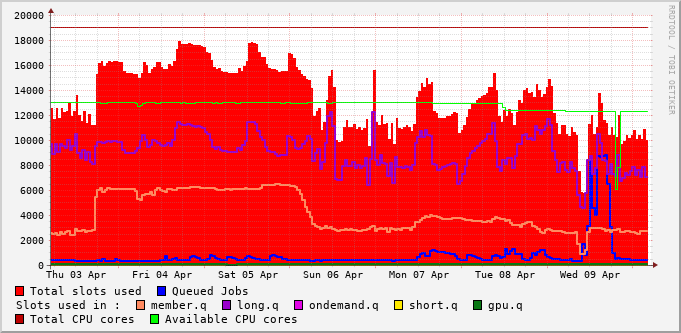 20000
18000
16000
14000
12000
10000
8000
6000
4000
2000
0
Thu 03 Apr Fri 04 Apr Sat 05 Apr Sun 06 Apr Mon 07 Apr Tue 08 Apr Wed 09 Apr
RRDTOOL / TOBI OETIKER
Total slots used Queued Jobs
Slots used in : member.q long.q ondemand.q short.q gpu.q
Total CPU cores Available CPU cores